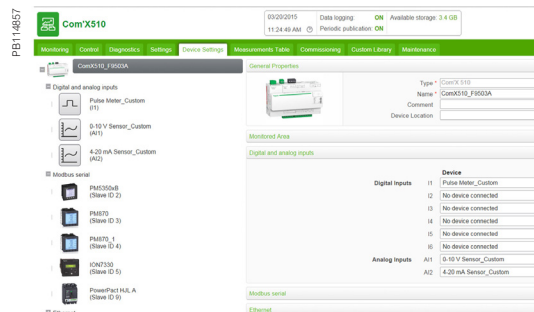 PB114857
Com'X510
03/20/2015 Data logging: ON Available storage: 3.4 GB
11:24:49 AM Periodic publication: ON
Monitoring Control Diagnostics Settings Device Settings Measurements Table Commissioning Custom Library Maintenance
ComX510_F9503A
General Properties
Type * Com'X 510
Name * ComX510_F9503A
Comment
Device Location
Digital and analog inputs
Pulse Meter_Custom
(I1)
0-10 V Sensor_Custom
(AI1)
4-20 mA Sensor_Custom
(AI2)
Modbus serial
PM5350xB
(Slave ID 2)
PM870
(Slave ID 3)
PM870_1
(Slave ID 4)
ION7330
(Slave ID 5)
PowerPact HJL A
(Slave ID 9)
Monitored Area
Digital and analog inputs
Device
Digital Inputs I1 Pulse Meter_Custom
I2 No device connected
I3 No device connected
I4 No device connected
I5 No device connected
I6 No device connected
Analog Inputs AI1 0-10 V Sensor_Custom
AI2 4-20 mA Sensor_Custom
Modbus serial
Ethernet